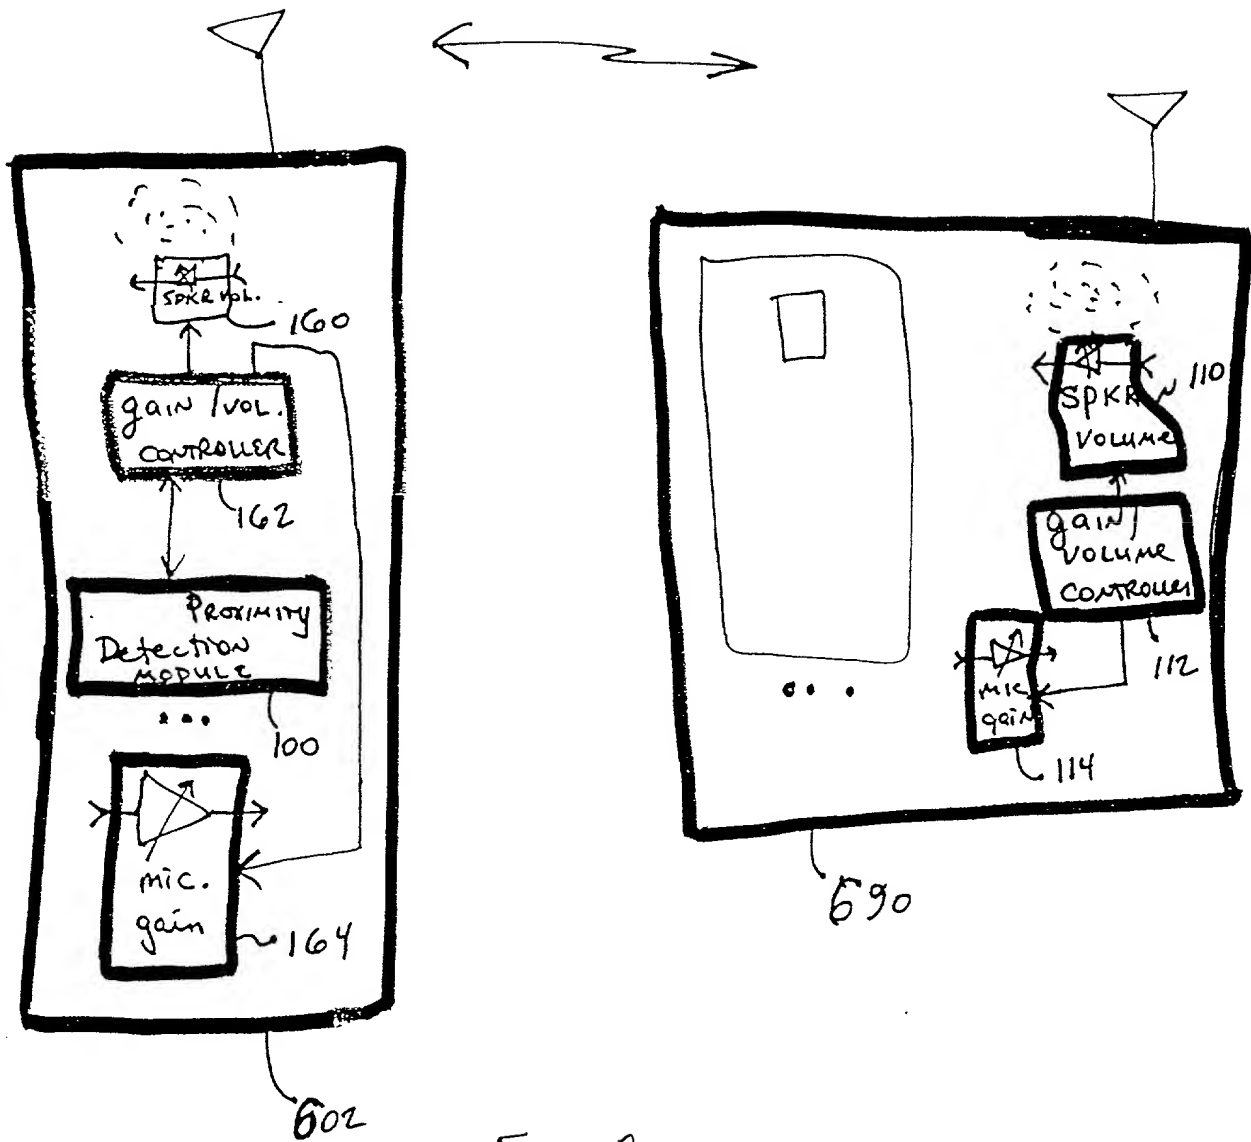 SPKR VOL.
160
gAIN / VOL.
CONTROLLER
162
PROXIMITY
Detection
MODULE
100
mic.
gain
164
602
SPKR
VOLUME
110
gAIN /
VOLUME
CONTROLLER
112
mic
gain
114
690